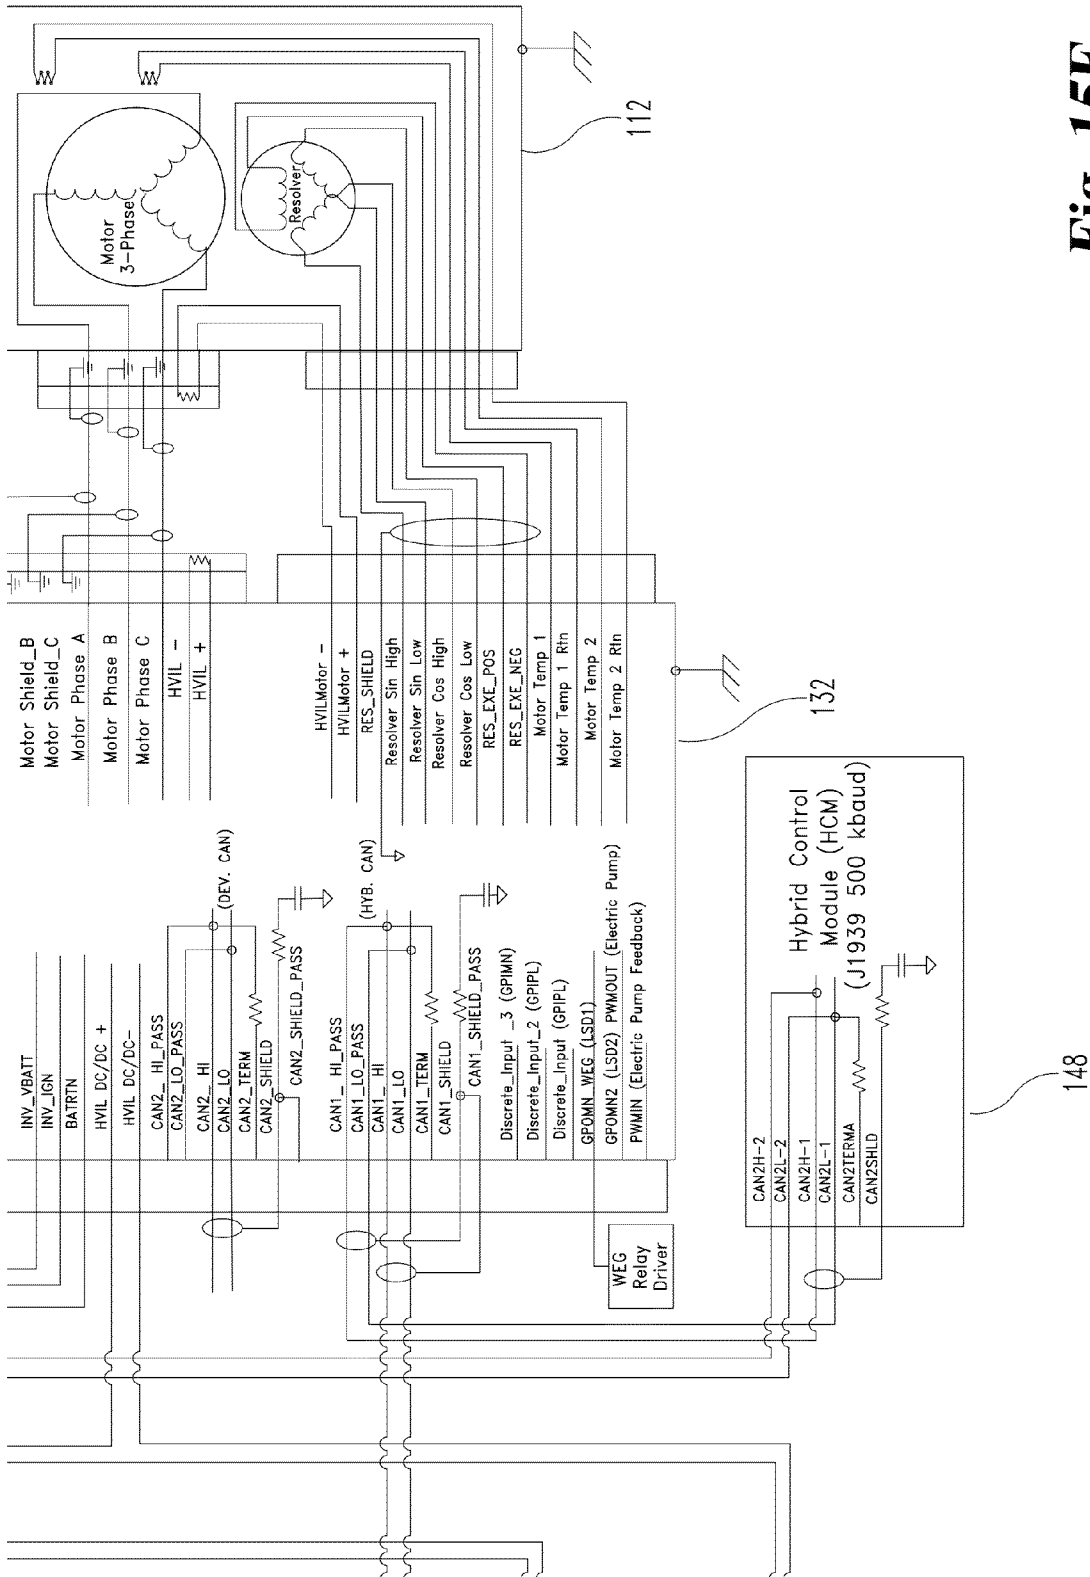 Motor
3-Phase
Resolver
112
Fig. 15E
Motor Shield_B
Motor Shield_C
Motor Phase A
Motor Phase B
Motor Phase C
HVIL -
HVIL +
HVILMotor -
HVILMotor +
RES_SHIELD
Resolver Sin High
Resolver Sin Low
Resolver Cos High
Resolver Cos Low
RES_EXE_POS
RES_EXE_NEG
Motor Temp 1
Motor Temp 1 Rtn
Motor Temp 2
Motor Temp 2 Rtn
132
INV_VBATT
INV_IGN
BATRTN
HVIL DC/DC +
HVIL DC/DC-
CAN2_ HI_PASS
CAN2_LO_PASS
CAN2_ HI
CAN2_LO
CAN2_TERM
CAN2_SHIELD
CAN2_SHIELD_PASS
(DEV. CAN)
CAN1_ HI_PASS
CAN1_LO_PASS
CAN1_ HI
CAN1_LO
CAN1_TERM
CAN1_SHIELD
CAN1_SHIELD_PASS
(HYB. CAN)
Discrete_Input _3 (GPIMN)
Discrete_Input_2 (GPIPL)
Discrete_Input (GPIPL)
GPOMN_WEG (LSD1)
GPOMN2 (LSD2) PWMOUT (Electric Pump)
PWMIN (Electric Pump Feedback)
WEG
Relay
Driver
Hybrid Control
Module (HCM)
(J1939 500 kbaud)
CAN2H-2
CAN2L-2
CAN2H-1
CAN2L-1
CAN2TERMA
CAN2SHLD
148